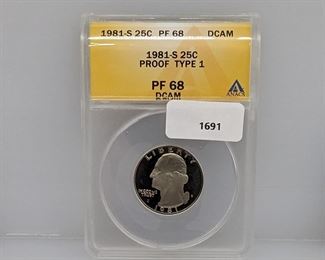 1981-S 25C PF 68 DCAM
1981-S 25C
PROOF TYPE 1
PF 68
DCAM
ANACS
1691
LIBERTY
IN GOD WE
TRUST
1981